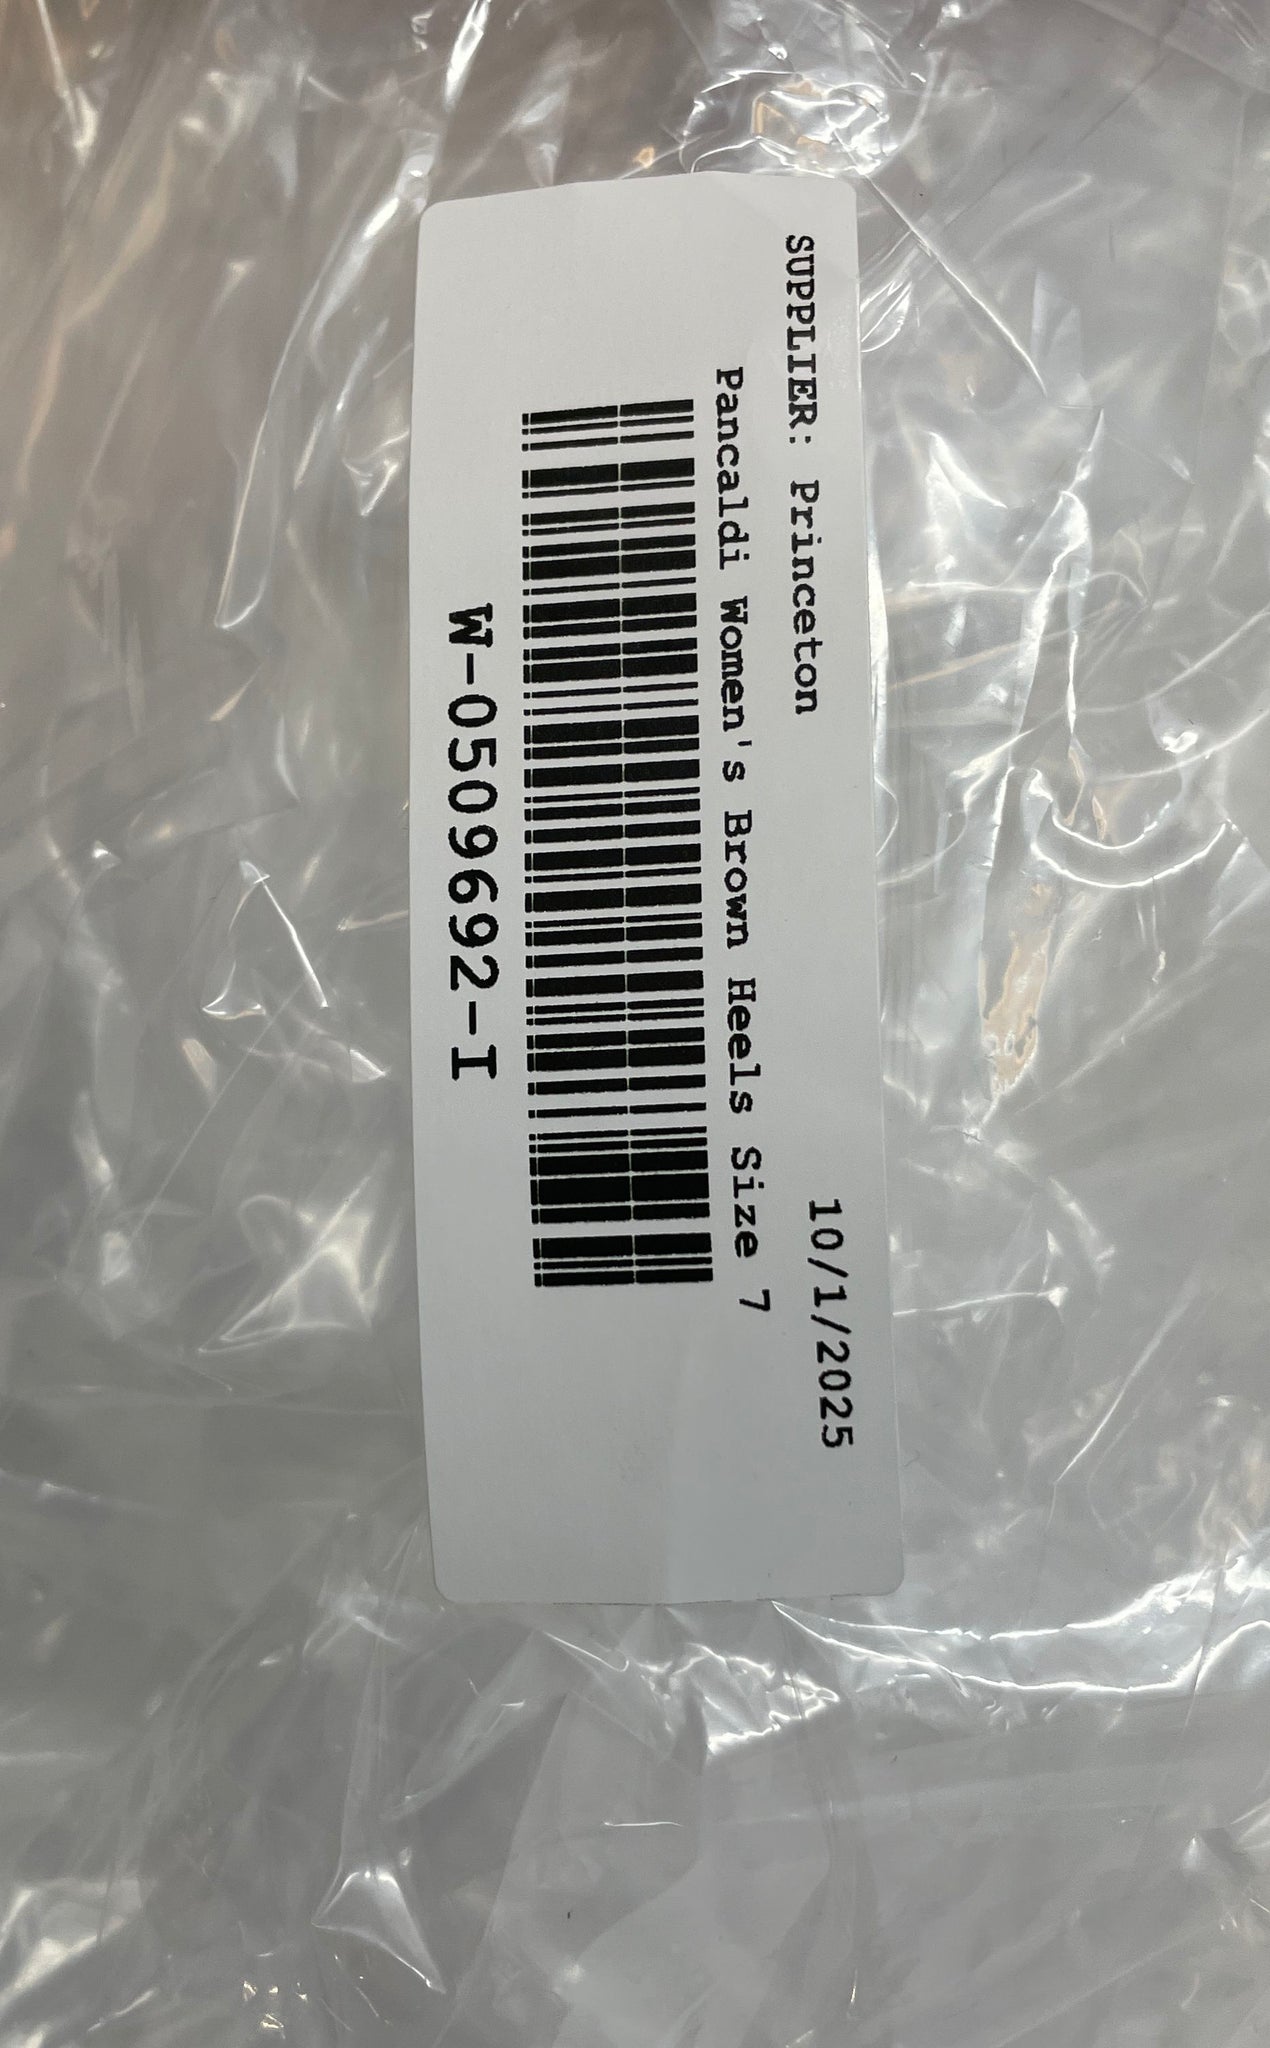 SUPPLIER: Princeton 10/1/2025
Pancaldi Women's Brown Heels Size 7
W-0509692-I